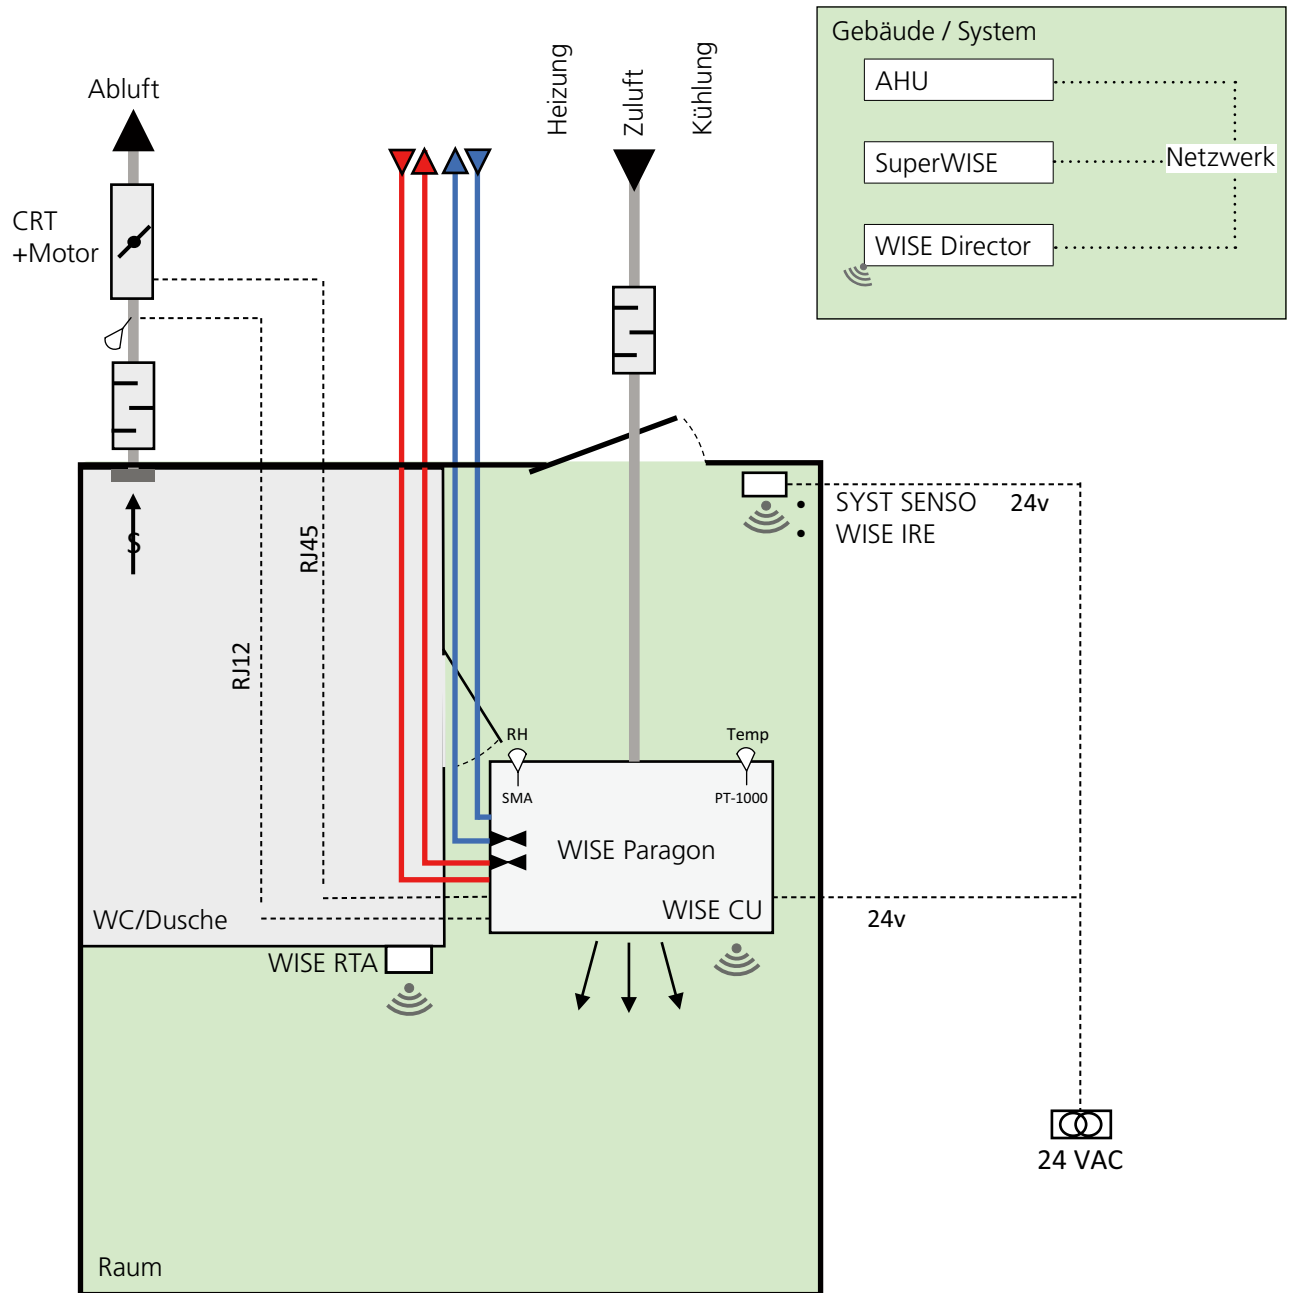 Gebäude / System
AHU
SuperWISE
Netzwerk
WISE Director
Abluft
Heizung
Zuluft
Kühlung
CRT
+Motor
S
RJ45
RJ12
SYST SENSO
WISE IRE
24v
RH
SMA
Temp
PT-1000
WISE Paragon
WISE CU
24v
WC/Dusche
WISE RTA
24 VAC
Raum